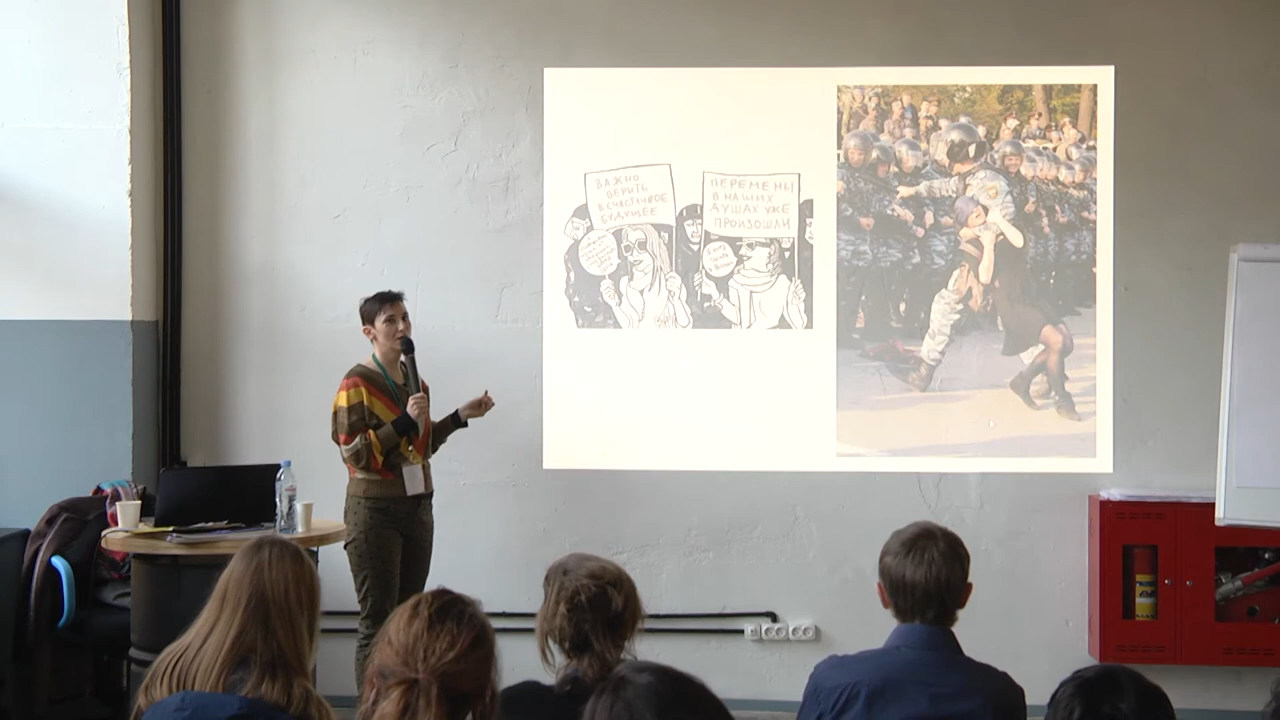 ВАЖНО
ВЕРИТЬ
В СЧАСТЛИВОЕ
БУДУЩЕЕ
ПЕРЕМЕНЫ
В НАШИХ
ДУШАХ УЖЕ
ПРОИЗОШЛИ